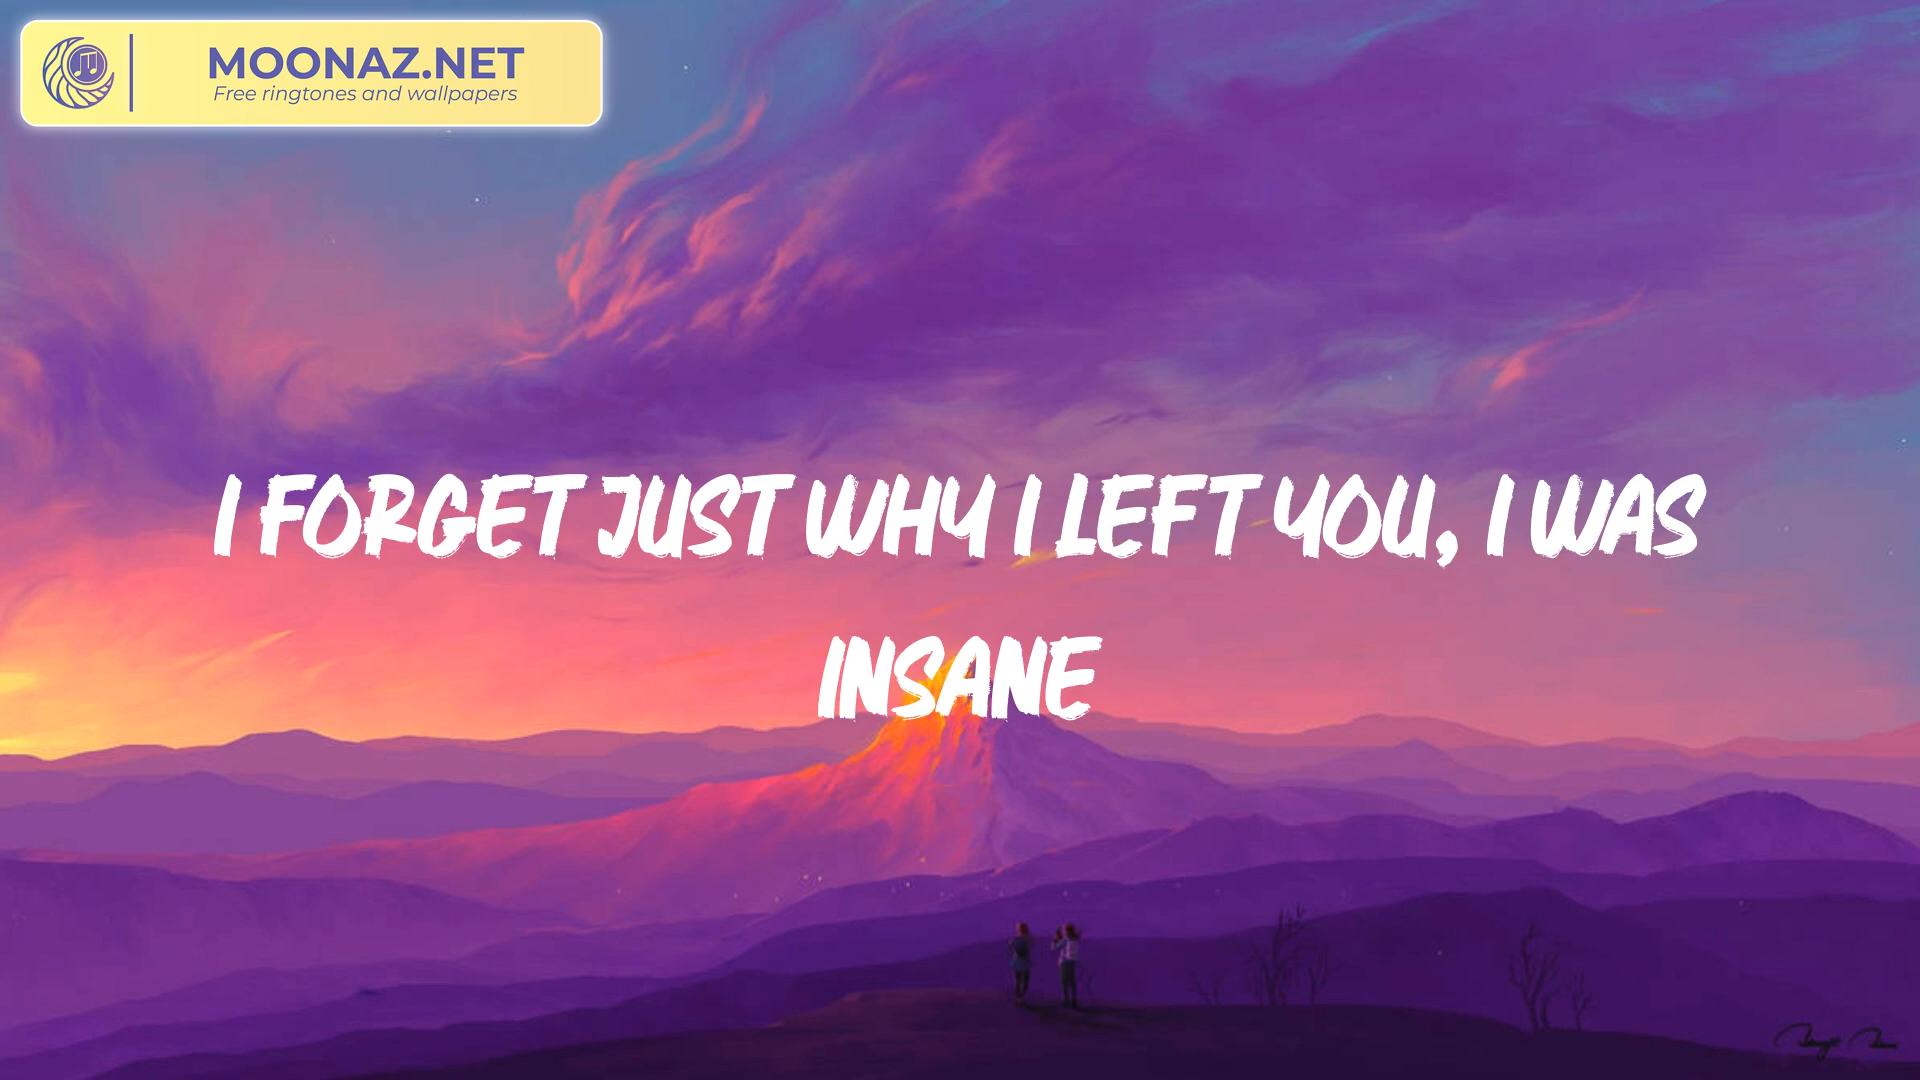 MOONAZ.NET
Free ringtones and wallpapers
I FORGET JUST WHY I LEFT YOU, I WAS
INSANE